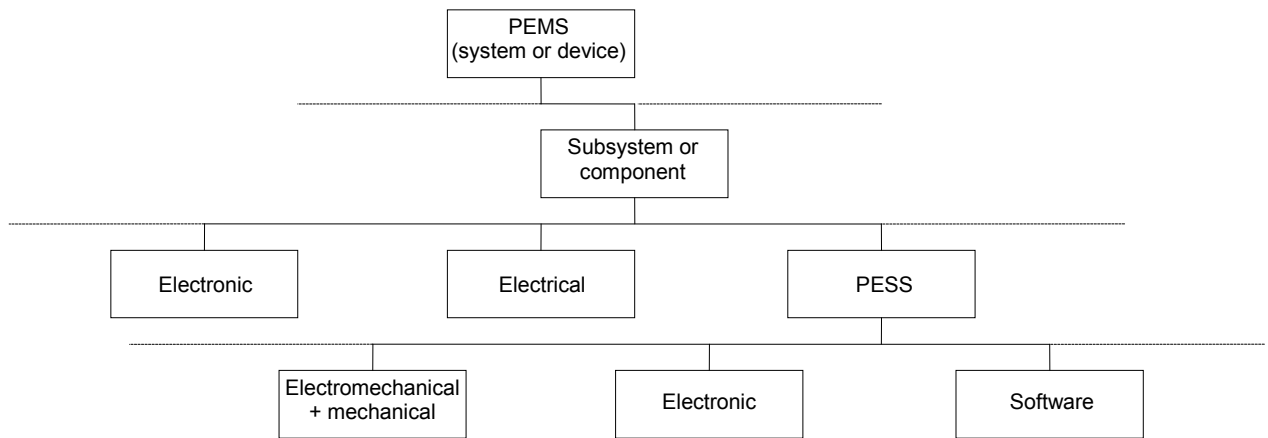 PEMS
(system or device)
Subsystem or
component
Electronic
Electrical
PESS
Electromechanical
+ mechanical
Electronic
Software